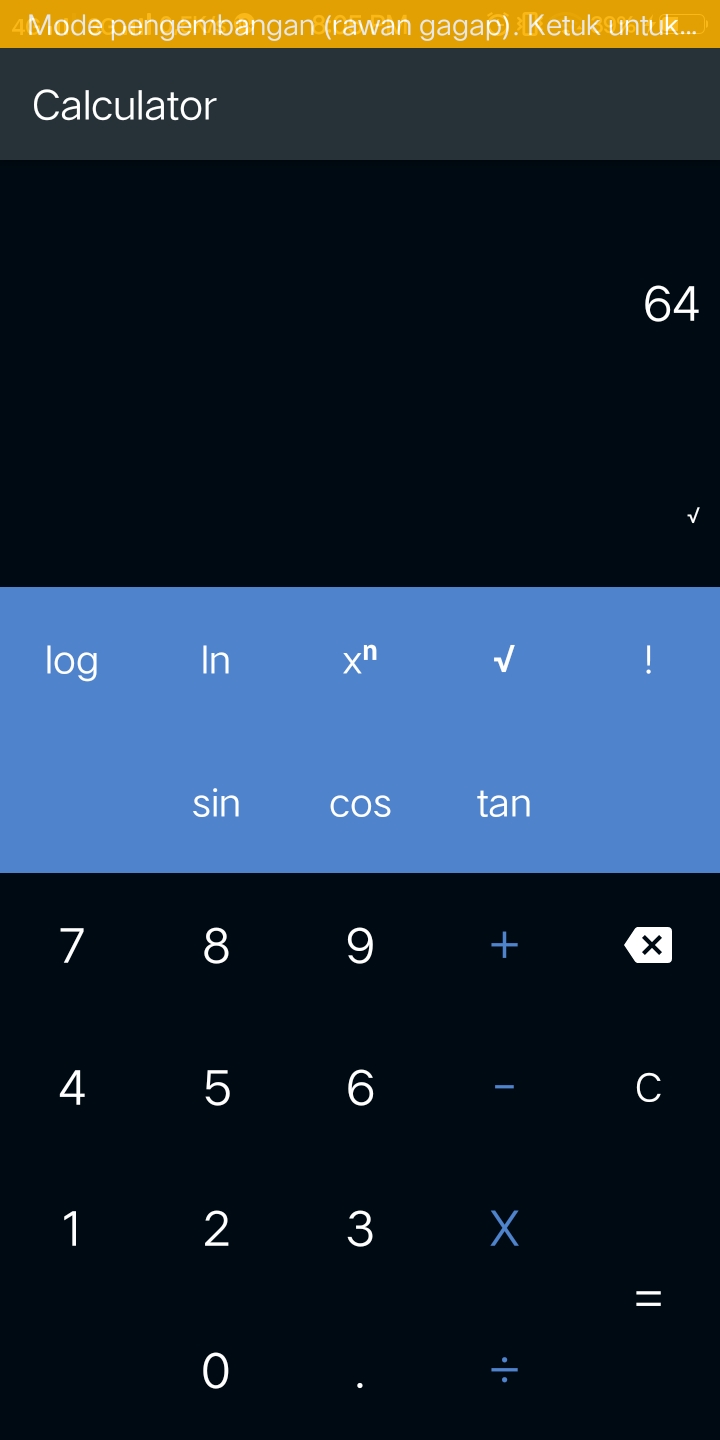 Mode pengembangan (rawan gagap). Ketuk untuk...
Calculator
64
√
log ln xⁿ √ !
sin cos tan
7 8 9 +
4 5 6 - C
1 2 3 X
=
0 . ÷